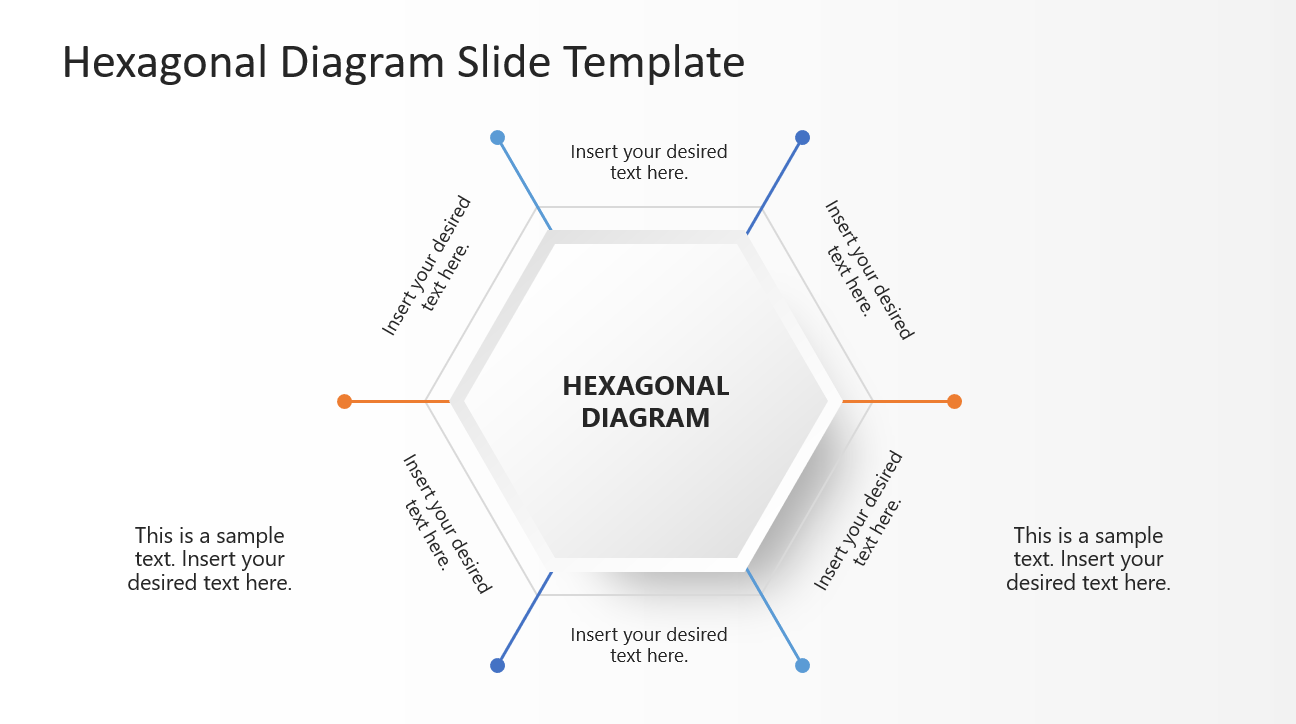 Hexagonal Diagram Slide Template
Insert your desired
text here.
Insert your desired
text here.
Insert your desired
text here.
HEXAGONAL
DIAGRAM
Insert your desired
text here.
Insert your desired
text here.
This is a sample
text. Insert your
desired text here.
This is a sample
text. Insert your
desired text here.
Insert your desired
text here.